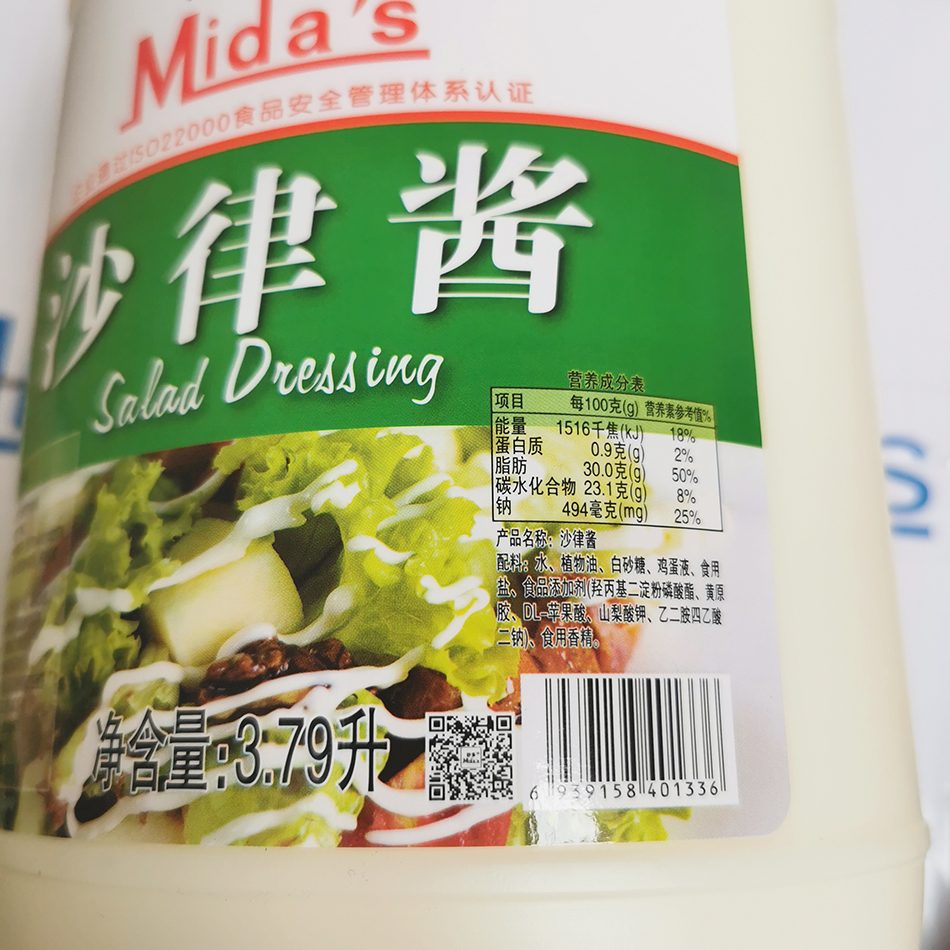 Mida's
企业通过ISO22000食品安全管理体系认证
沙律酱
Salad Dressing
营养成分表
项目 每100克(g) 营养素参考值%
能量 1516千焦(kJ) 18%
蛋白质 0.9克(g) 2%
脂肪 30.0克(g) 50%
碳水化合物 23.1克(g) 8%
钠 494毫克(mg) 25%
产品名称：沙律酱
配料：水、植物油、白砂糖、鸡蛋液、食用
盐、食品添加剂(羟丙基二淀粉磷酸酯、黄原
胶、DL-苹果酸、山梨酸钾、乙二胺四乙酸
二钠)、食用香精。
净含量:3.79升
6 939158 401336